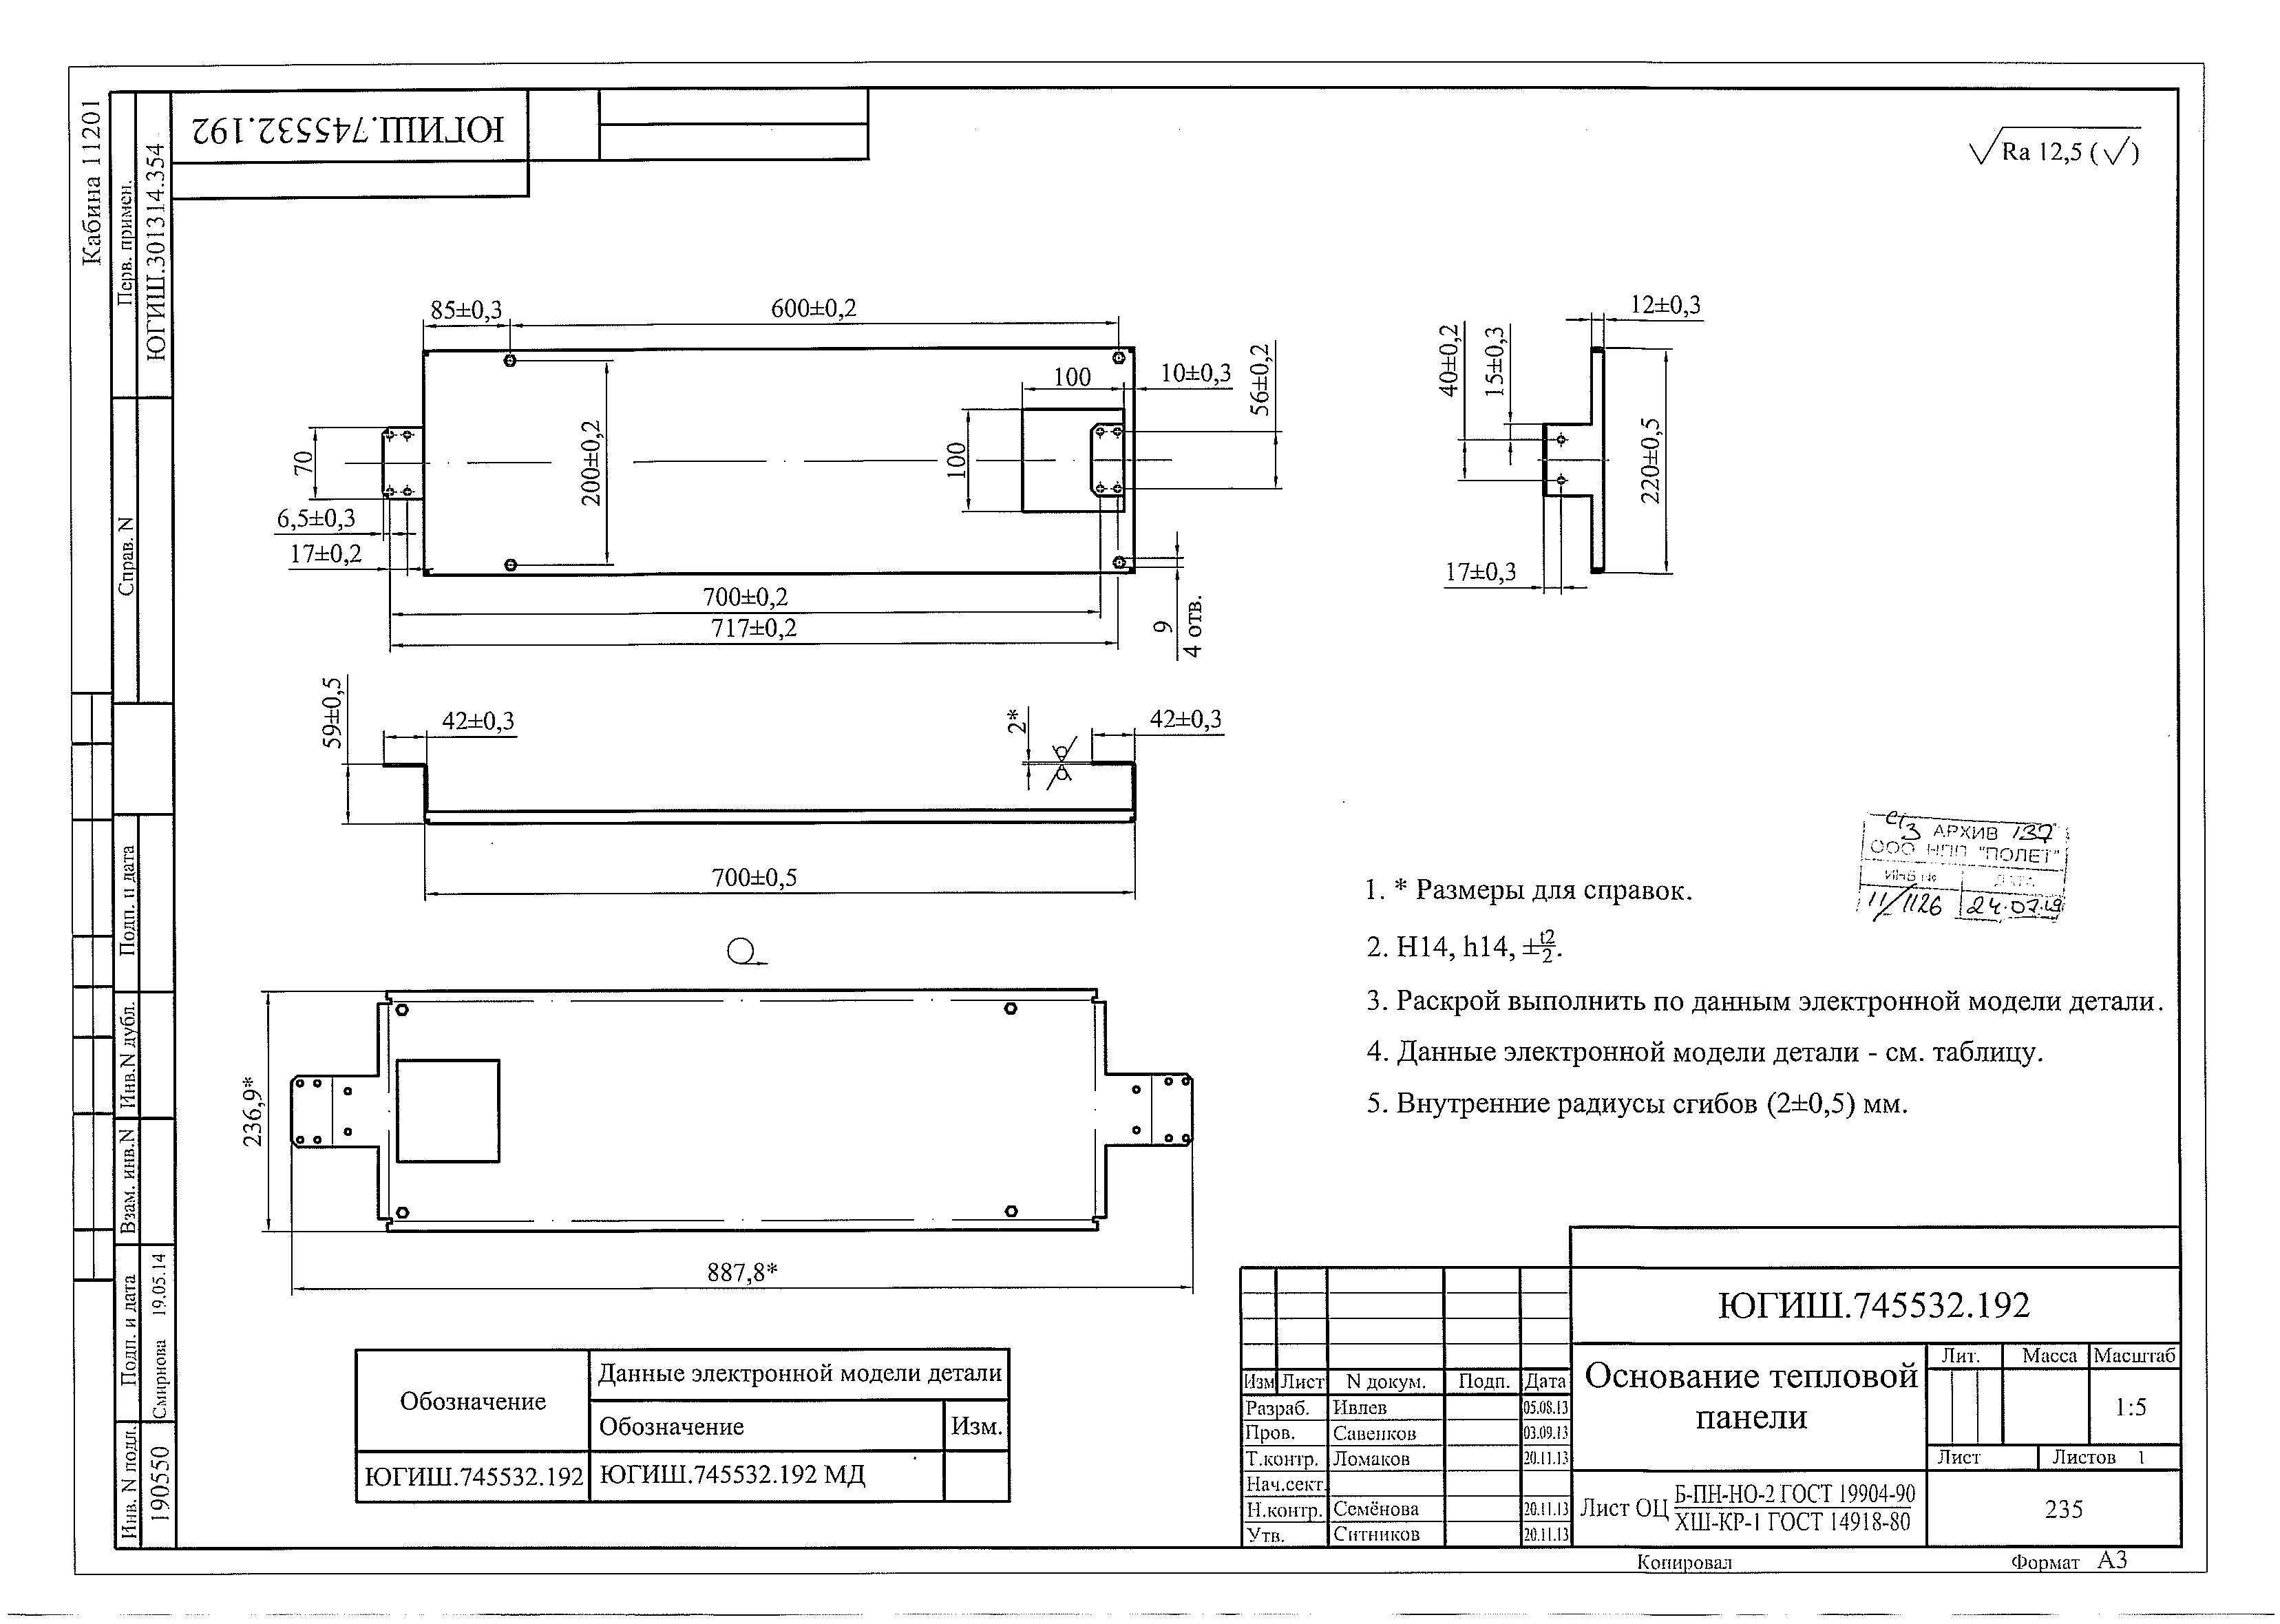 Кабина 11201
Перв. примен.
ЮГИШ.301314.354
Справ. N
Подп. и дата
Инв.N дубл.
Взам. инв.N
Подп. и дата
Смирнова 19.05.14
Инв. N подл.
190550
ЮГИШ.745532.192
Ra 12,5 ( )
85±0,3
600±0,2
100
10±0,3
56±0,2
70
200±0,2
100
6,5±0,3
17±0,2
700±0,2
717±0,2
9
4 отв.
12±0,3
40±0,2
15±0,3
220±0,5
17±0,3
59±0,5
42±0,3
2*
42±0,3
700±0,5
236,9*
887,8*
СГЗ АРХИВ 137
ООО НПП "ПОЛЕТ"
ИНВ № ДАТА
11/1126 24.07.19
1. * Размеры для справок.
2. H14, h14, ±t2/2.
3. Раскрой выполнить по данным электронной модели детали.
4. Данные электронной модели детали - см. таблицу.
5. Внутренние радиусы сгибов (2±0,5) мм.
Обозначение
Данные электронной модели детали
Обозначение Изм.
ЮГИШ.745532.192 ЮГИШ.745532.192 МД
ЮГИШ.745532.192
Изм Лист N докум. Подп. Дата
Разраб. Ивлев 05.08.13
Пров. Савенков 03.09.13
Т.контр. Ломаков 20.11.13
Нач.сект.
Н.контр. Семёнова 20.11.13
Утв. Ситников 20.11.13
Основание тепловой
панели
Лит. Масса Масштаб
1:5
Лист Листов 1
Лист ОЦ Б-ПН-НО-2 ГОСТ 19904-90
ХШ-КР-1 ГОСТ 14918-80
235
Копировал Формат А3